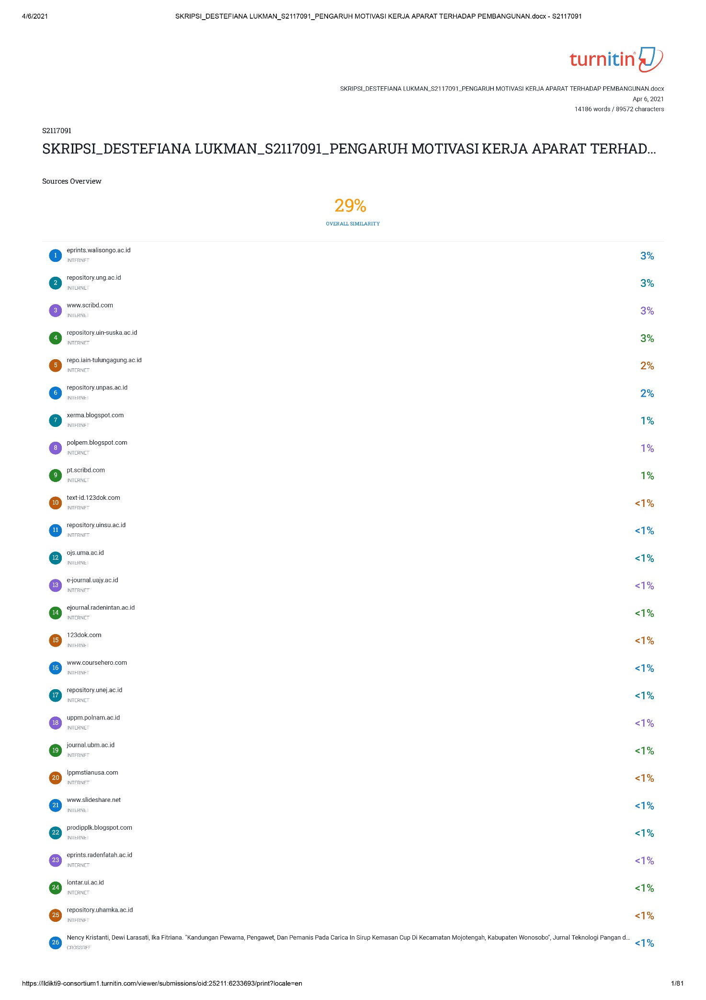 4/6/2021
SKRIPSI_DESTEFIANA LUKMAN_S2117091_PENGARUH MOTIVASI KERJA APARAT TERHADAP PEMBANGUNAN.docx - S2117091
turnitin®
SKRIPSI_DESTEFIANA LUKMAN_S2117091_PENGARUH MOTIVASI KERJA APARAT TERHADAP PEMBANGUNAN.docx
Apr 6, 2021
14186 words / 89572 characters
S2117091
SKRIPSI_DESTEFIANA LUKMAN_S2117091_PENGARUH MOTIVASI KERJA APARAT TERHAD...
Sources Overview
29%
OVERALL SIMILARITY
1 eprints.walisongo.ac.id 3%
INTERNET
2 repository.ung.ac.id 3%
INTERNET
3 www.scribd.com 3%
INTERNET
4 repository.uin-suska.ac.id 3%
INTERNET
5 repo.iain-tulungagung.ac.id 2%
INTERNET
6 repository.unpas.ac.id 2%
INTERNET
7 xerma.blogspot.com 1%
INTERNET
8 polpem.blogspot.com 1%
INTERNET
9 pt.scribd.com 1%
INTERNET
10 text-id.123dok.com <1%
INTERNET
11 repository.uinsu.ac.id <1%
INTERNET
12 ojs.uma.ac.id <1%
INTERNET
13 e-journal.uajy.ac.id <1%
INTERNET
14 ejournal.radenintan.ac.id <1%
INTERNET
15 123dok.com <1%
INTERNET
16 www.coursehero.com <1%
INTERNET
17 repository.unej.ac.id <1%
INTERNET
18 uppm.polnam.ac.id <1%
INTERNET
19 journal.ubm.ac.id <1%
INTERNET
20 lppmstianusa.com <1%
INTERNET
21 www.slideshare.net <1%
INTERNET
22 prodipplk.blogspot.com <1%
INTERNET
23 eprints.radenfatah.ac.id <1%
INTERNET
24 lontar.ui.ac.id <1%
INTERNET
25 repository.uhamka.ac.id <1%
INTERNET
26 Nency Kristanti, Dewi Larasati, Ika Fitriana. "Kandungan Pewarna, Pengawet, Dan Pemanis Pada Carica In Sirup Kemasan Cup Di Kecamatan Mojotengah, Kabupaten Wonosobo", Jurnal Teknologi Pangan d... <1%
CROSSREF
https://lldikti9-consortium1.turnitin.com/viewer/submissions/oid:25211:6233693/print?locale=en
1/81